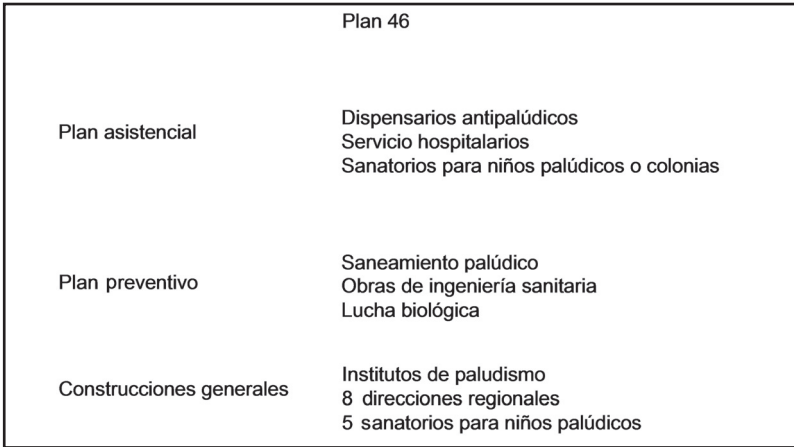 Plan 46
Plan asistencial
Dispensarios antipalúdicos
Servicio hospitalarios
Sanatorios para niños palúdicos o colonias
Plan preventivo
Saneamiento palúdico
Obras de ingeniería sanitaria
Lucha biológica
Construcciones generales
Institutos de paludismo
8 direcciones regionales
5 sanatorios para niños palúdicos